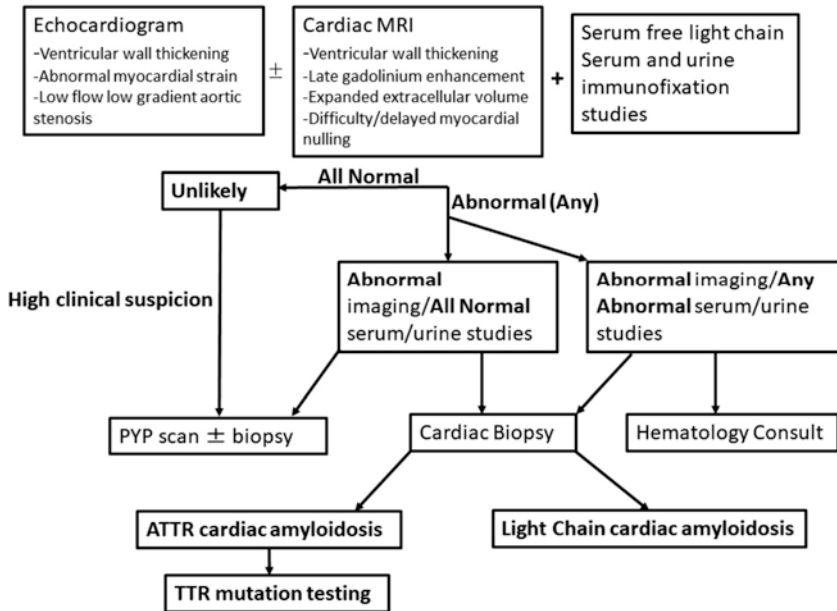 Echocardiogram
-Ventricular wall thickening
-Abnormal myocardial strain
-Low flow low gradient aortic
stenosis
±
Cardiac MRI
-Ventricular wall thickening
-Late gadolinium enhancement
-Expanded extracellular volume
-Difficulty/delayed myocardial
nulling
+
Serum free light chain
Serum and urine
immunofixation
studies
All Normal
Unlikely
Abnormal (Any)
High clinical suspicion
Abnormal
imaging/All Normal
serum/urine studies
Abnormal imaging/Any
Abnormal serum/urine
studies
PYP scan ± biopsy
Cardiac Biopsy
Hematology Consult
ATTR cardiac amyloidosis
Light Chain cardiac amyloidosis
TTR mutation testing